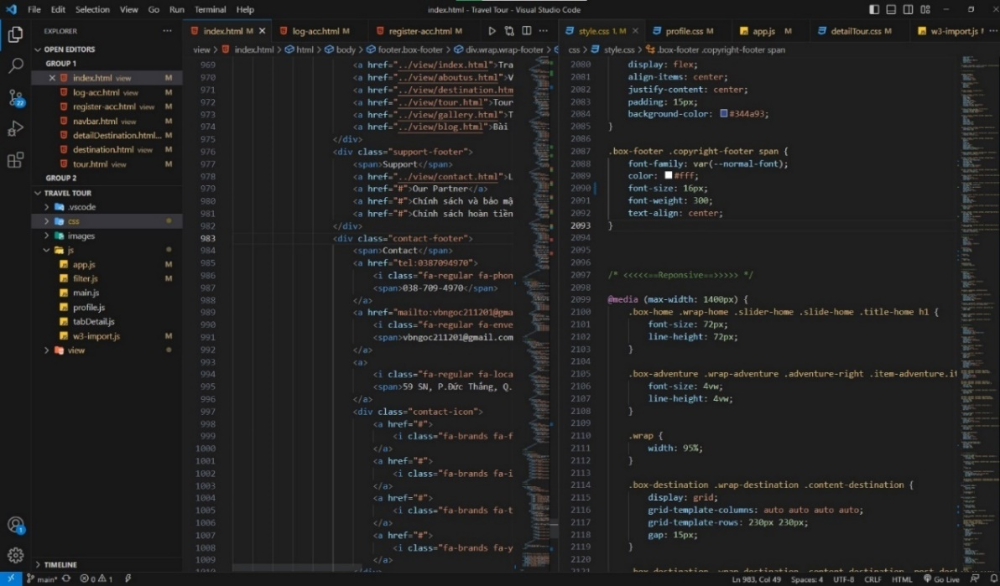 File Edit Selection View Go Run Terminal Help
index.html - Travel Tour - Visual Studio Code
EXPLORER
OPEN EDITORS
GROUP 1
index.html view M
log-acc.html view M
register-acc.html view M
navbar.html view M
detailDestination.html... M
destination.html view M
tour.html view M
GROUP 2
TRAVEL TOUR
.vscode
css
images
js
app.js M
filter.js M
main.js
profile.js
tabDetail.js
w3-import.js M
view
TIMELINE
index.html M
log-acc.html M
register-acc.html M
view > index.html > html > body > footer.box-footer > div.wrap.wrap-footer >
969 <a href="../view/index.html">Tra
970 <a href="../view/aboutus.html">V
971 <a href="../view/destination.htm
972 <a href="../view/tour.html">Tour
973 <a href="../view/gallery.html">T
974 <a href="../view/blog.html">Bài
975 </div>
976 <div class="support-footer">
977 <span>Support</span>
978 <a href="../view/contact.html">L
979 <a href="#">Our Partner</a>
980 <a href="#">Chính sách và bảo mậ
981 <a href="#">Chính sách hoàn tiền
982 </div>
983 <div class="contact-footer">
984 <span>Contact</span>
985 <a href="tel:0387094970">
986 <i class="fa-regular fa-phon
987 <span>038-709-4970</span>
988 </a>
989 <a href="mailto:vbngoc211201@gma
990 <i class="fa-regular fa-enve
991 <span>vbngoc211201@gmail.com
992 </a>
993 <a>
994 <i class="fa-regular fa-loca
995 <span>59 SN, P.Đức Thắng, Q.
996 </a>
997 <div class="contact-icon">
998 <a href="#">
999 <i class="fa-brands fa-f
1000 </a>
1001 <a href="#">
1002 <i class="fa-brands fa-i
1003 </a>
1004 <a href="#">
1005 <i class="fa-brands fa-t
1006 </a>
1007 <a href="#">
1008 <i class="fa-brands fa-y
1009 </a>
style.css 1, M
profile.css M
app.js M
detailTour.css M
w3-import.js
css > style.css > .box-footer .copyright-footer span
2080 display: flex;
2081 align-items: center;
2082 justify-content: center;
2083 padding: 15px;
2084 background-color: #344a93;
2085 }
2086
2087 .box-footer .copyright-footer span {
2088 font-family: var(--normal-font);
2089 color: #fff;
2090 font-size: 16px;
2091 font-weight: 300;
2092 text-align: center;
2093 }
2094
2095
2096
2097 /* <<<<<==Reponsive==>>>>> */
2098
2099 @media (max-width: 1400px) {
2100 .box-home .wrap-home .slider-home .slide-home .title-home h1 {
2101 font-size: 72px;
2102 line-height: 72px;
2103 }
2104
2105 .box-adventure .wrap-adventure .adventure-right .item-adventure.it
2106 font-size: 4vw;
2107 line-height: 4vw;
2108 }
2109
2110 .wrap {
2111 width: 95%;
2112 }
2113
2114 .box-destination .wrap-destination .content-destination {
2115 display: grid;
2116 grid-template-columns: auto auto auto auto;
2117 grid-template-rows: 230px 230px;
2118 gap: 15px;
2119 }
2120
main* 0 1
Ln 983, Col 49 Spaces: 4 UTF-8 CRLF HTML Go Live